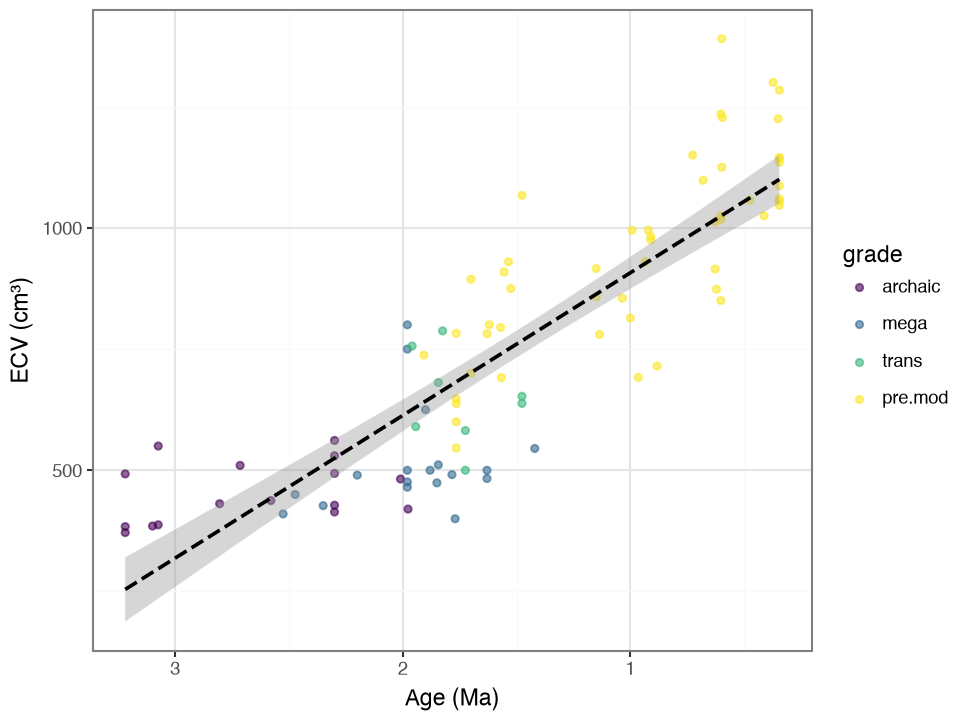 1000
500
3
2
1
Age (Ma)
ECV (cm³)
grade
archaic
mega
trans
pre.mod